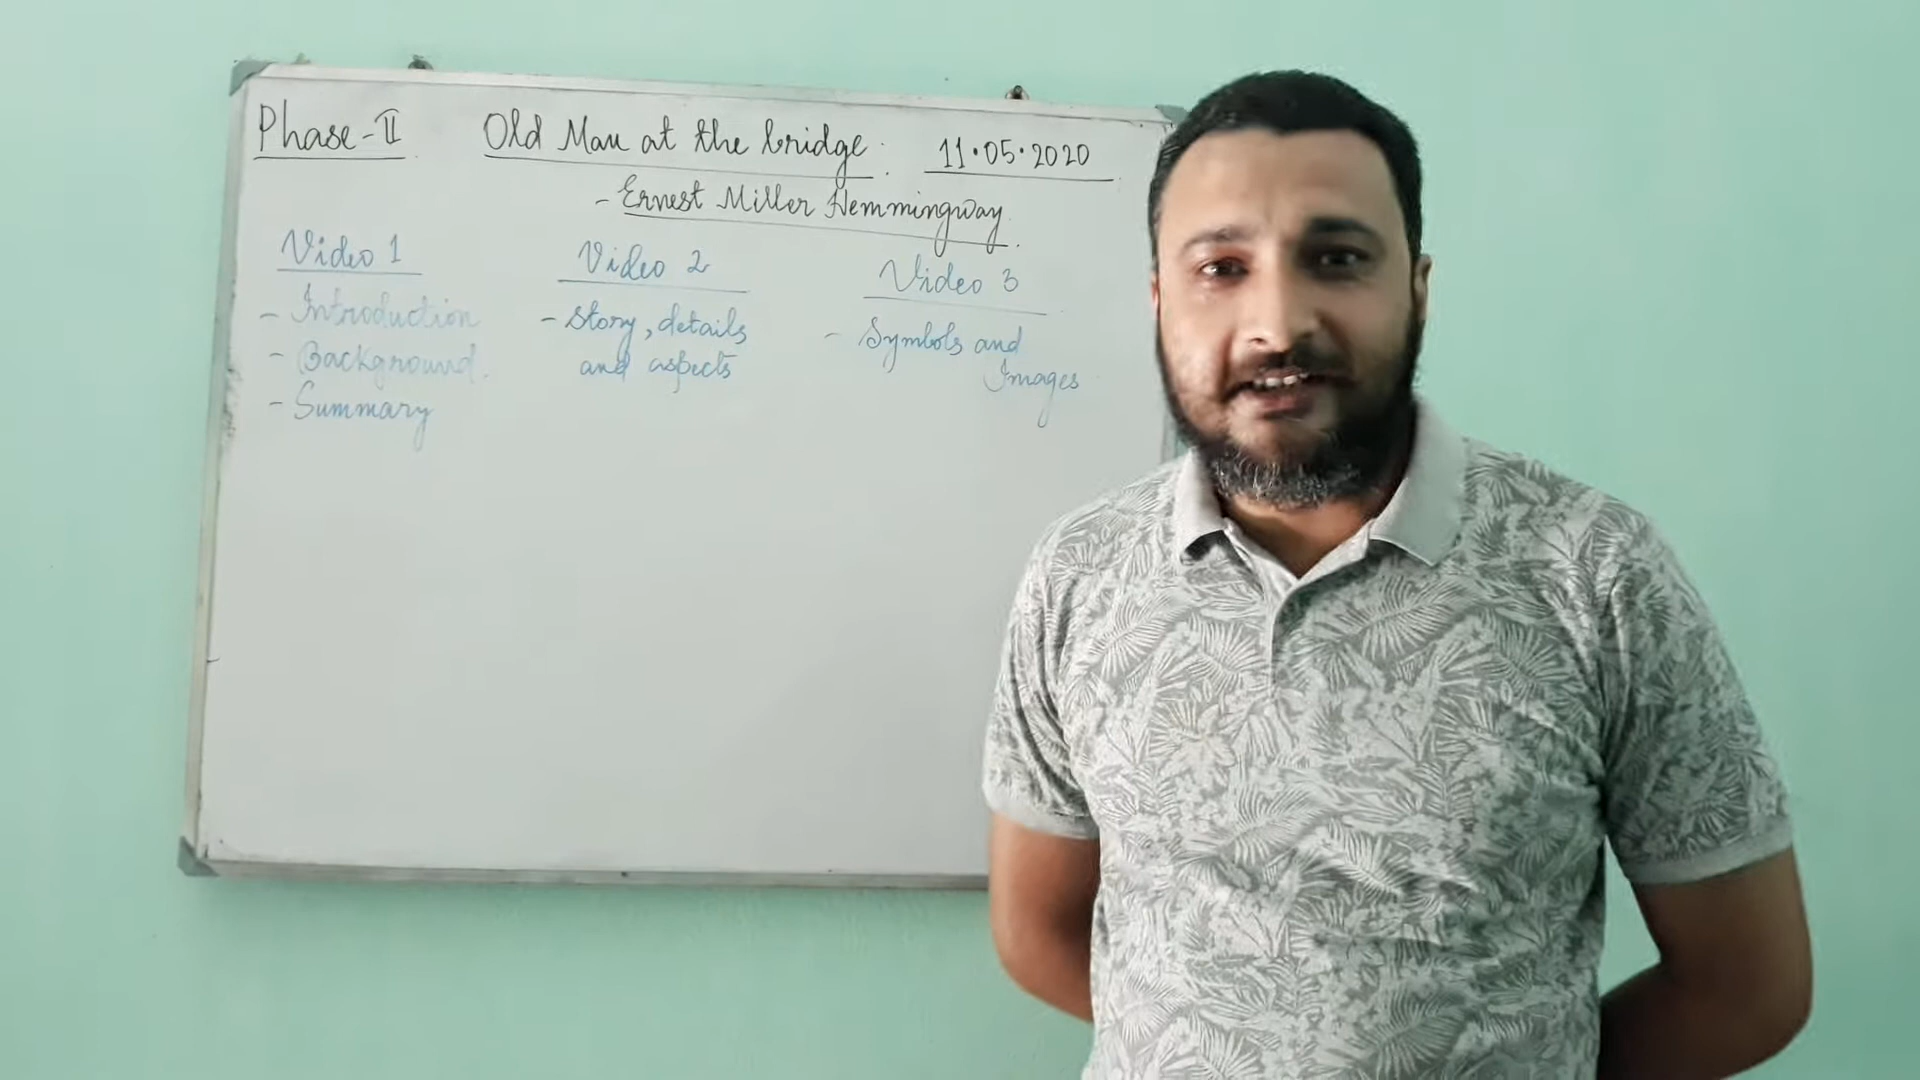 Phase-II Old Man at the bridge. 11.05.2020
- Ernest Miller Hemmingway.
Video 1
- Introduction
- Background.
- Summary
Video 2
- Story, details
and aspects
Video 3
- Symbols and
Images